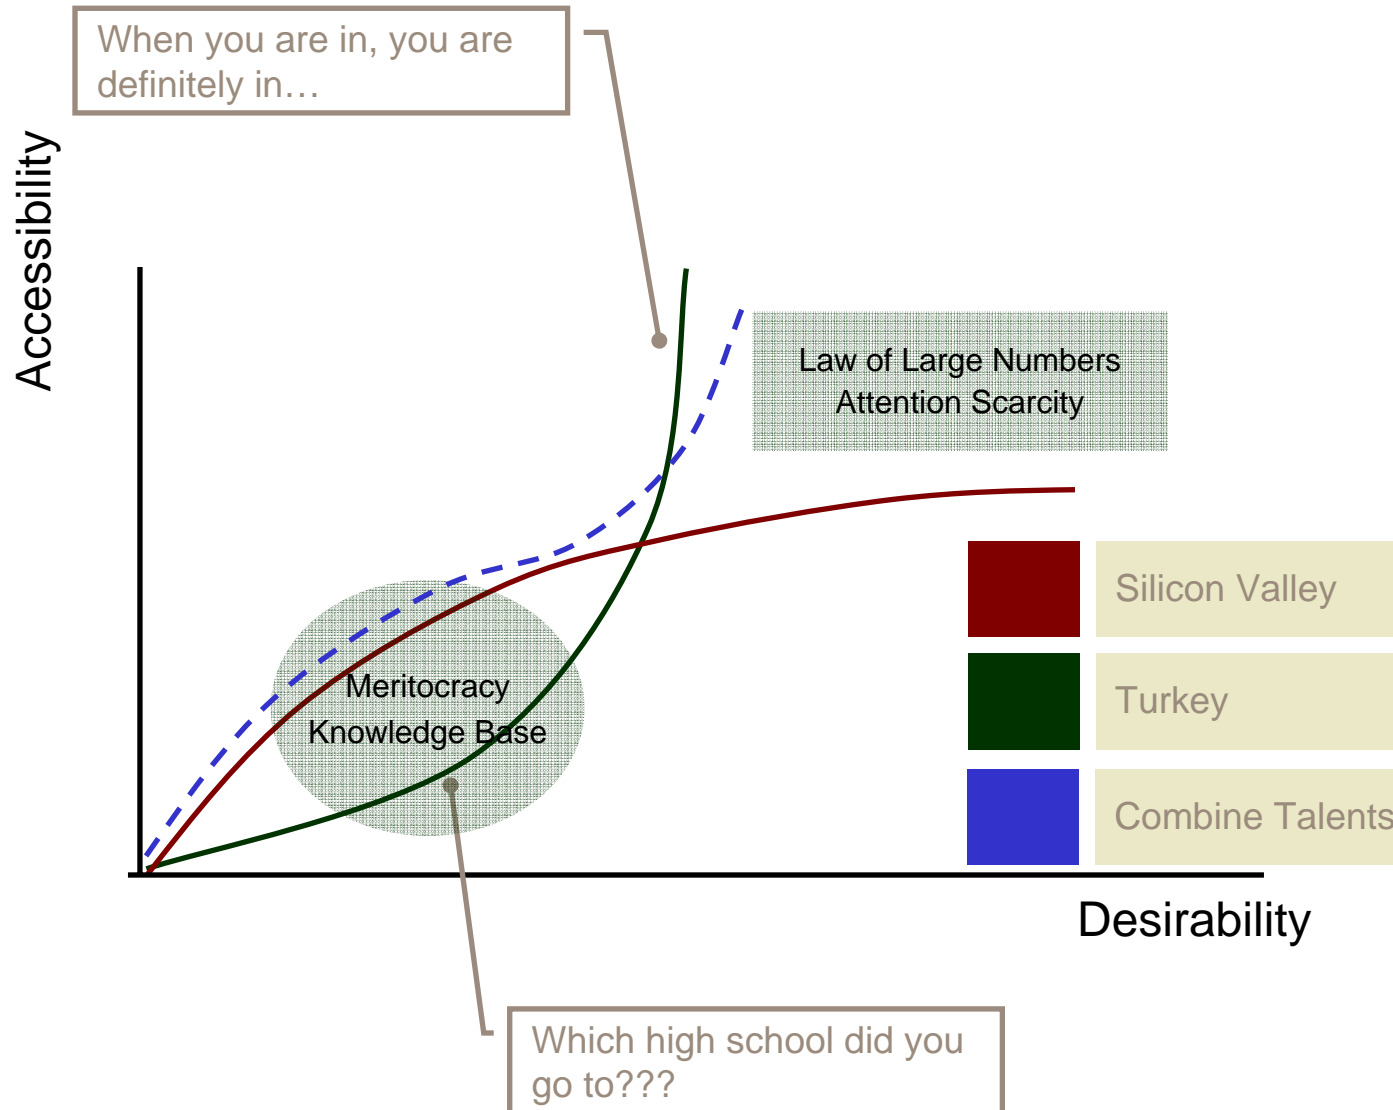 When you are in, you are
definitely in…
Accessibility
Law of Large Numbers
Attention Scarcity
Silicon Valley
Meritocracy
Knowledge Base
Turkey
Combine Talents
Desirability
Which high school did you
go to???